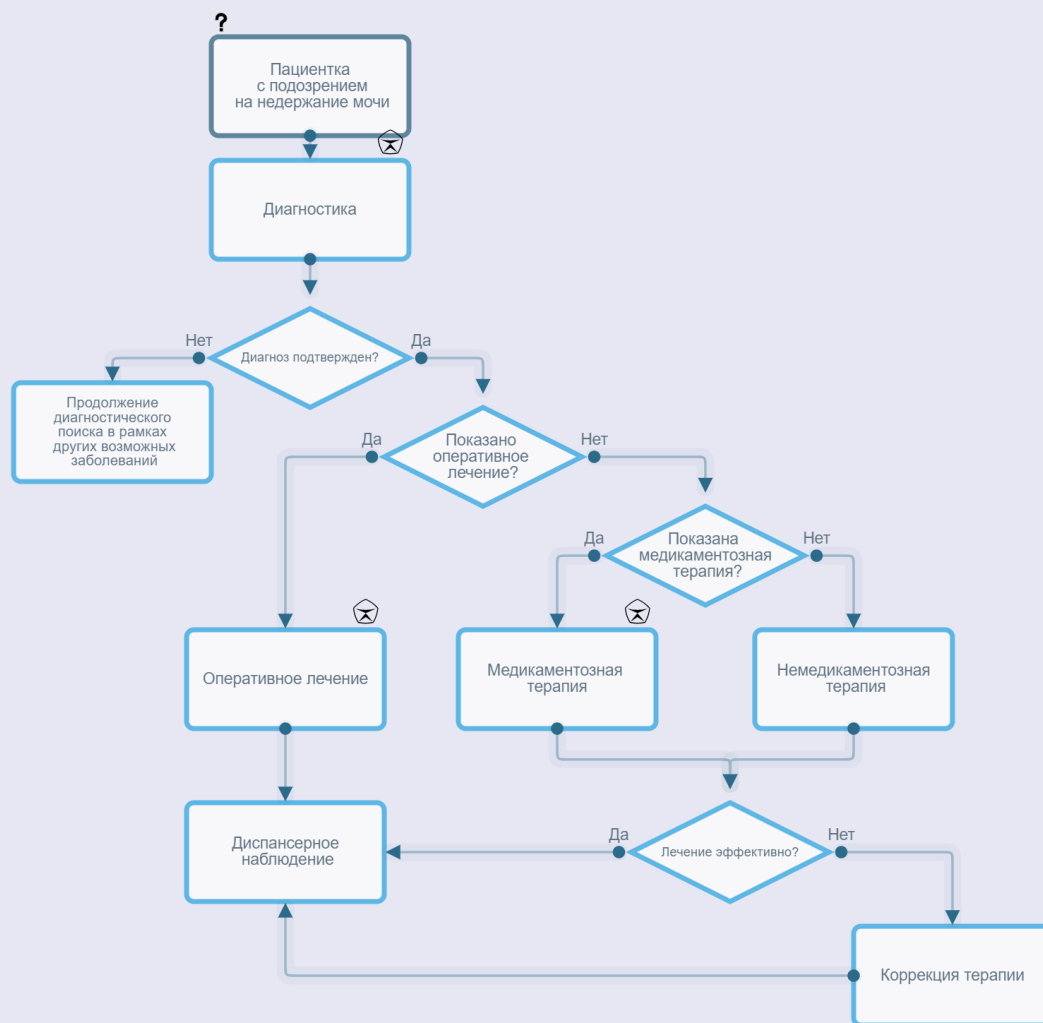 ?
Пациентка
с подозрением
на недержание мочи
Диагностика
Нет
Диагноз подтвержден?
Да
Продолжение
диагностического
поиска в рамках
других возможных
заболеваний
Да
Показано
оперативное
лечение?
Нет
Да
Показана
медикаментозная
терапия?
Нет
Оперативное лечение
Медикаментозная
терапия
Немедикаментозная
терапия
Диспансерное
наблюдение
Да
Лечение эффективно?
Нет
Коррекция терапии